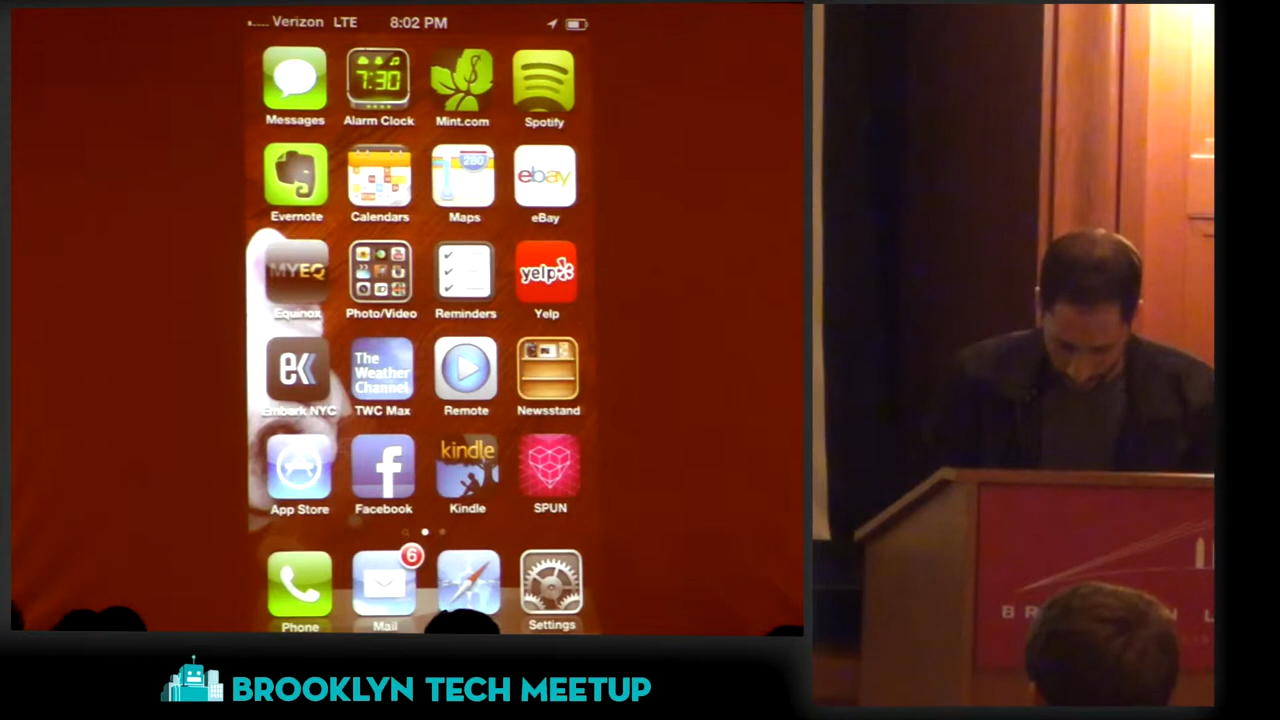 Verizon LTE 8:02 PM
7:30
Messages Alarm Clock Mint.com Spotify
280
ebay
Evernote Calendars Maps eBay
MYEQ
yelp
Equinox Photo/Video Reminders Yelp
eK
The
Weather
Channel
Embark NYC TWC Max Remote Newsstand
f
kindle
App Store Facebook Kindle SPUN
6
Phone Mail Settings
BROOKLYN TECH MEETUP